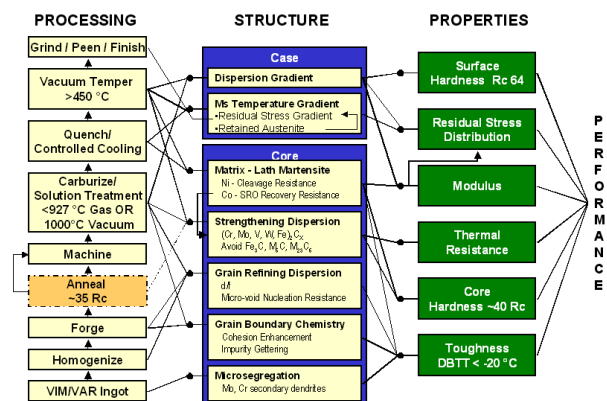 PROCESSING
STRUCTURE
PROPERTIES
Grind / Peen / Finish
Vacuum Temper
>450 °C
Quench/
Controlled Cooling
Carburize/
Solution Treatment
<927 °C Gas OR
1000°C Vacuum
Machine
Anneal
~35 Rc
Forge
Homogenize
VIM/VAR Ingot
Case
Dispersion Gradient
Ms Temperature Gradient
•Residual Stress Gradient
•Retained Austenite
Core
Matrix - Lath Martensite
Ni - Cleavage Resistance
Co - SRO Recovery Resistance
Strengthening Dispersion
(Cr, Mo, V, W, Fe)₂Cₓ
Avoid Fe₃C, M₆C, M₂₃C₆
Grain Refining Dispersion
d/f
Micro-void Nucleation Resistance
Grain Boundary Chemistry
Cohesion Enhancement
Impurity Gettering
Microsegregation
Mo, Cr secondary dendrites
Surface
Hardness Rc 64
Residual Stress
Distribution
Modulus
Thermal
Resistance
Core
Hardness ~40 Rc
Toughness
DBTT < -20 °C
PERFORMANCE